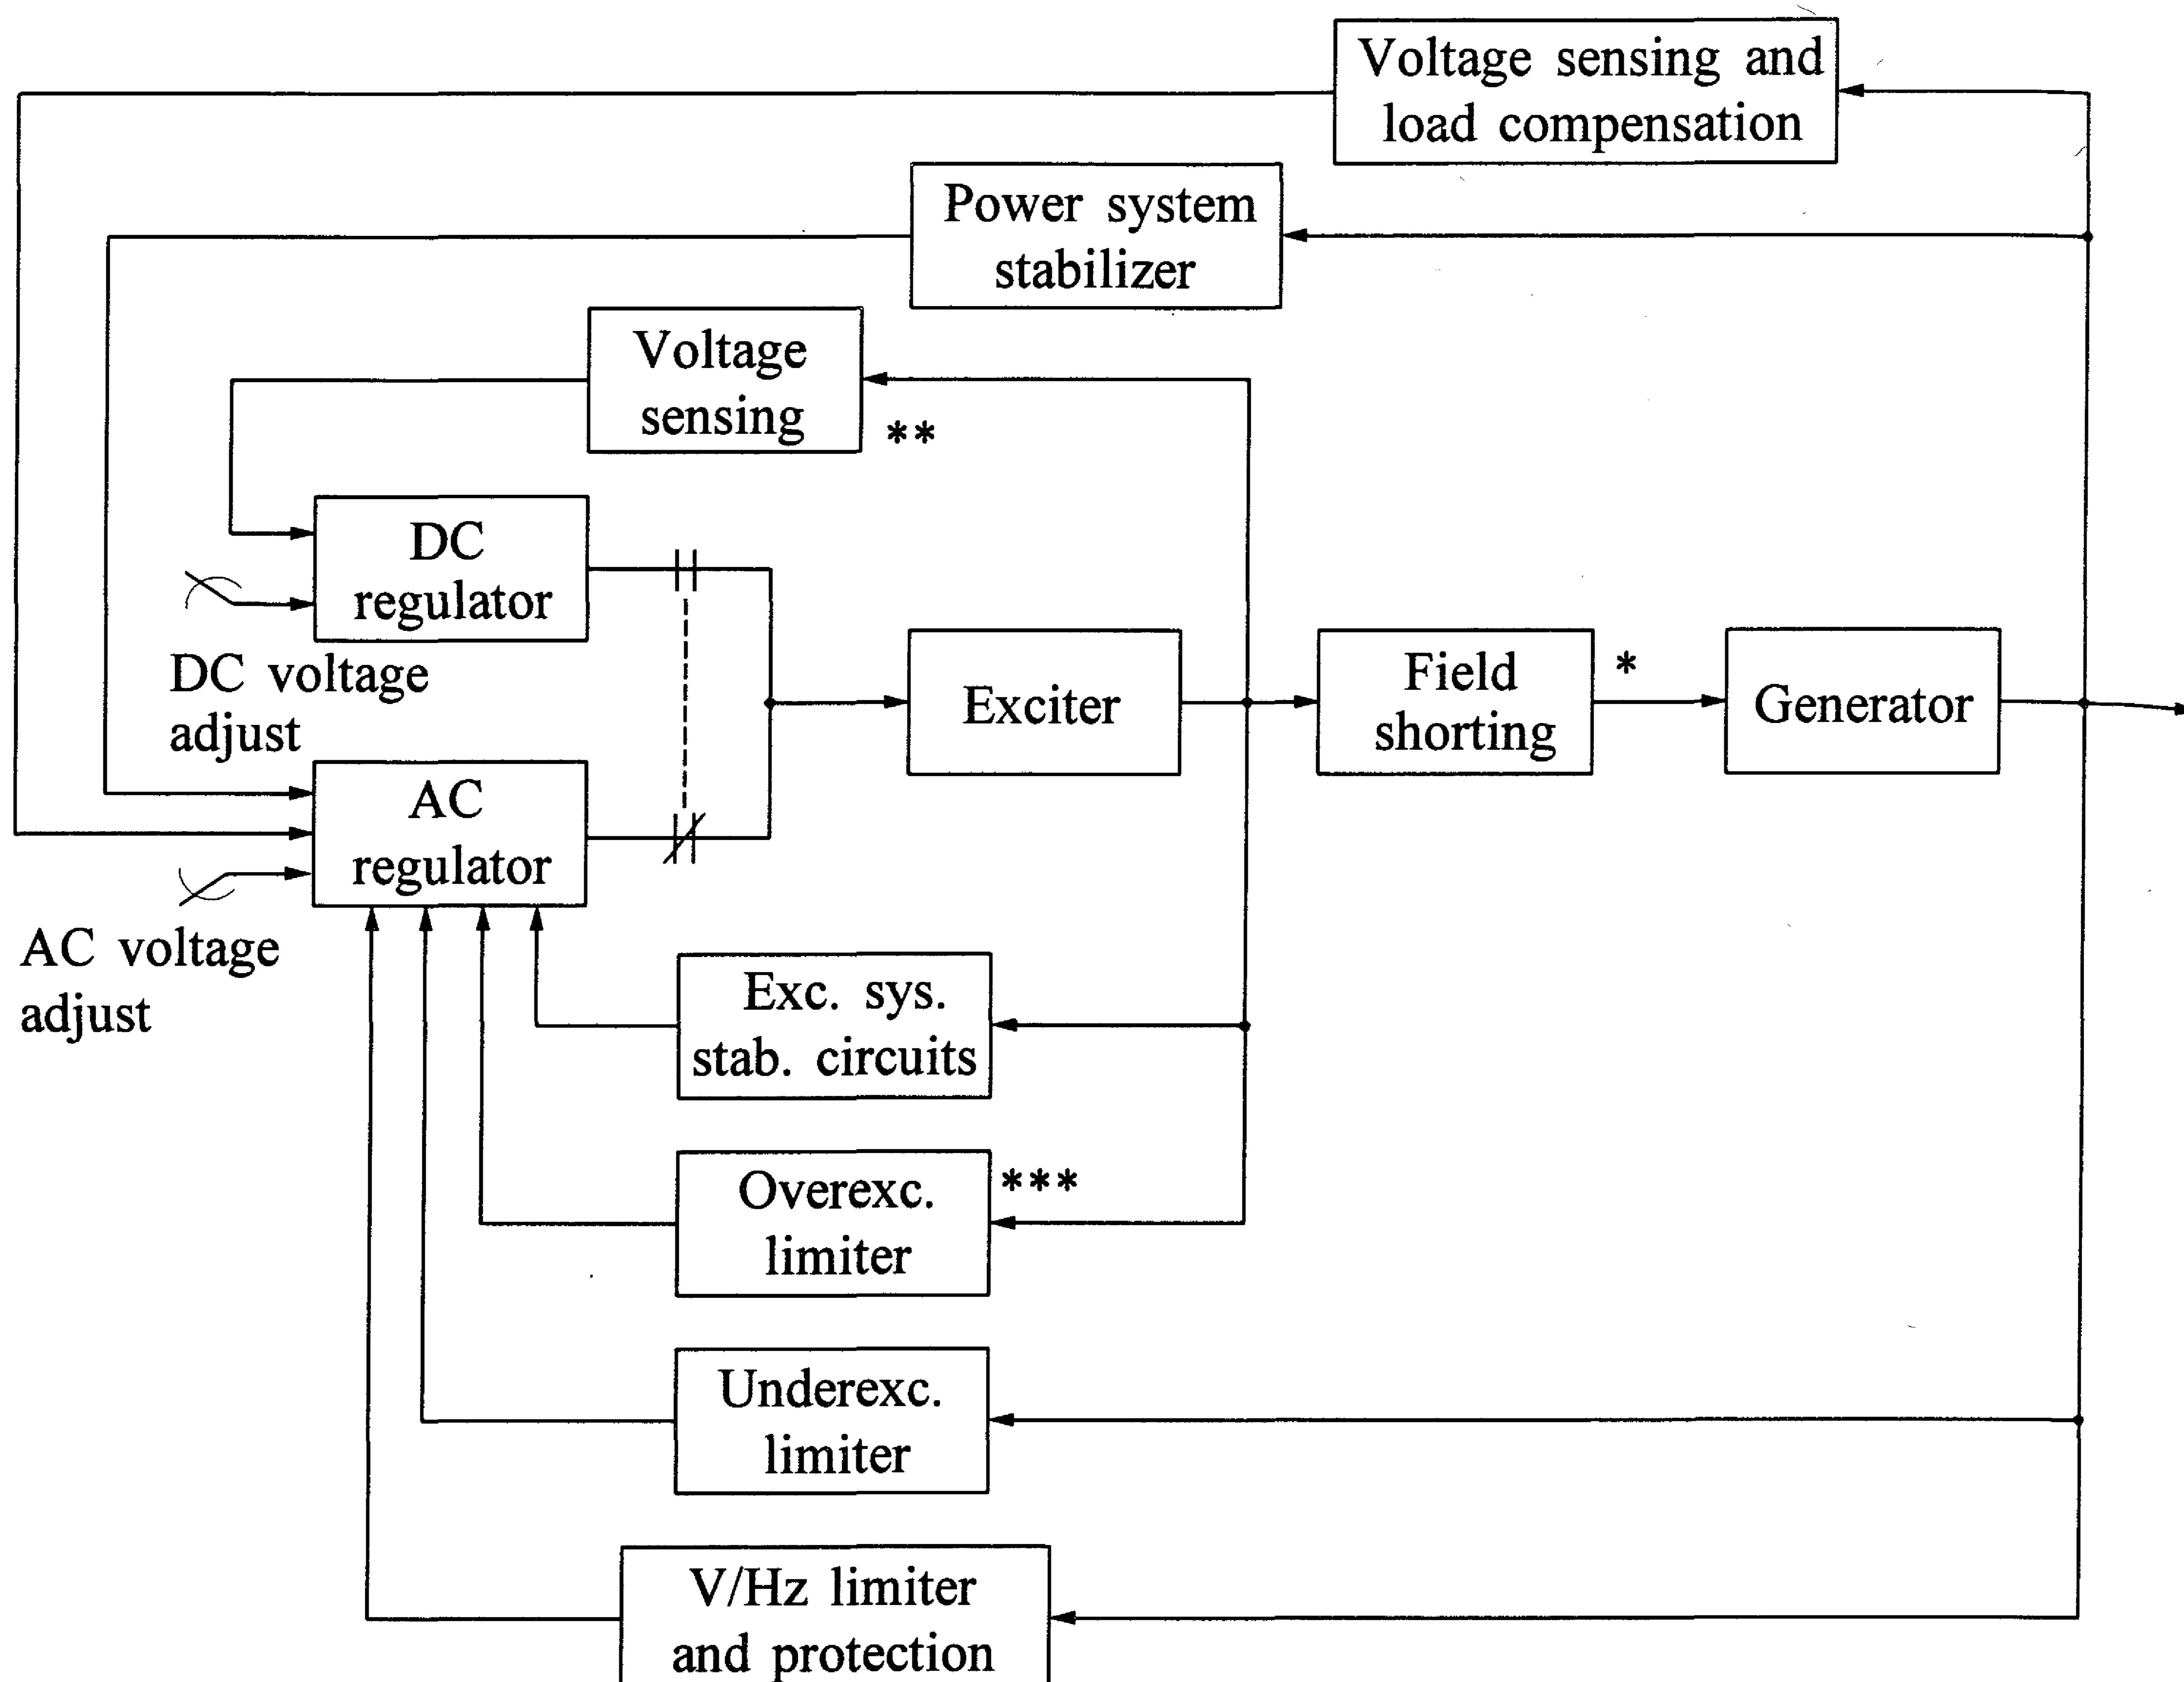 Voltage sensing and
load compensation
Power system
stabilizer
Voltage
sensing
**
DC
regulator
DC voltage
adjust
Exciter
Field
shorting
*
Generator
AC
regulator
AC voltage
adjust
Exc. sys.
stab. circuits
Overexc.
limiter
***
Underexc.
limiter
V/Hz limiter
and protection